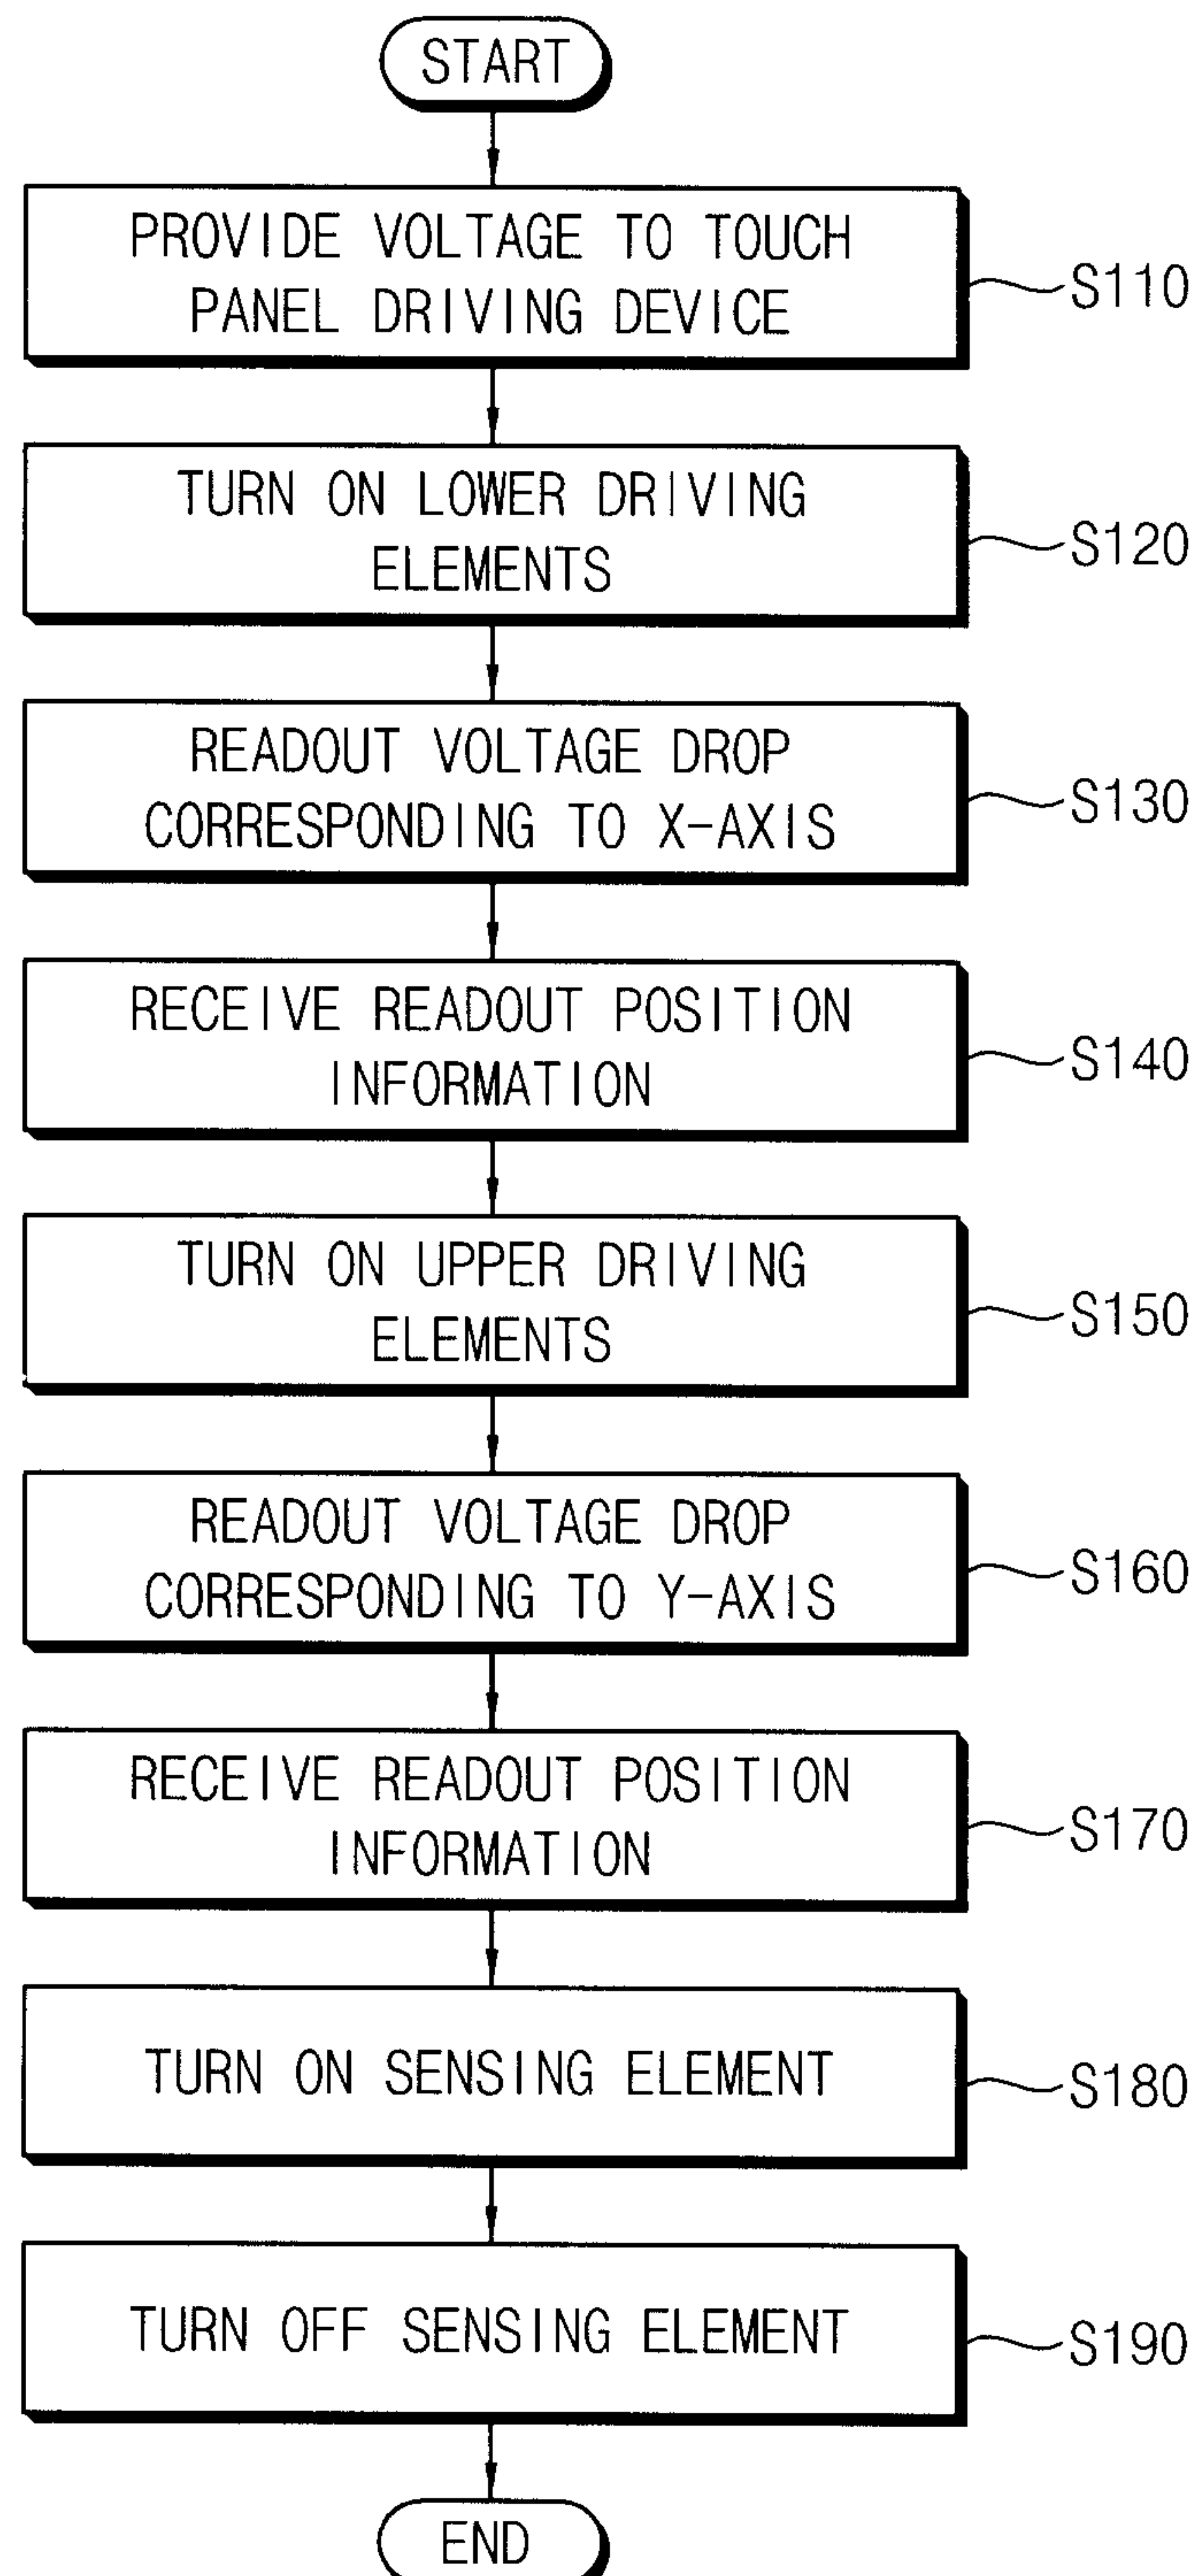 START
PROVIDE VOLTAGE TO TOUCH
PANEL DRIVING DEVICE
S110
TURN ON LOWER DRIVING
ELEMENTS
S120
READOUT VOLTAGE DROP
CORRESPONDING TO X-AXIS
S130
RECEIVE READOUT POSITION
INFORMATION
S140
TURN ON UPPER DRIVING
ELEMENTS
S150
READOUT VOLTAGE DROP
CORRESPONDING TO Y-AXIS
S160
RECEIVE READOUT POSITION
INFORMATION
S170
TURN ON SENSING ELEMENT
S180
TURN OFF SENSING ELEMENT
S190
END